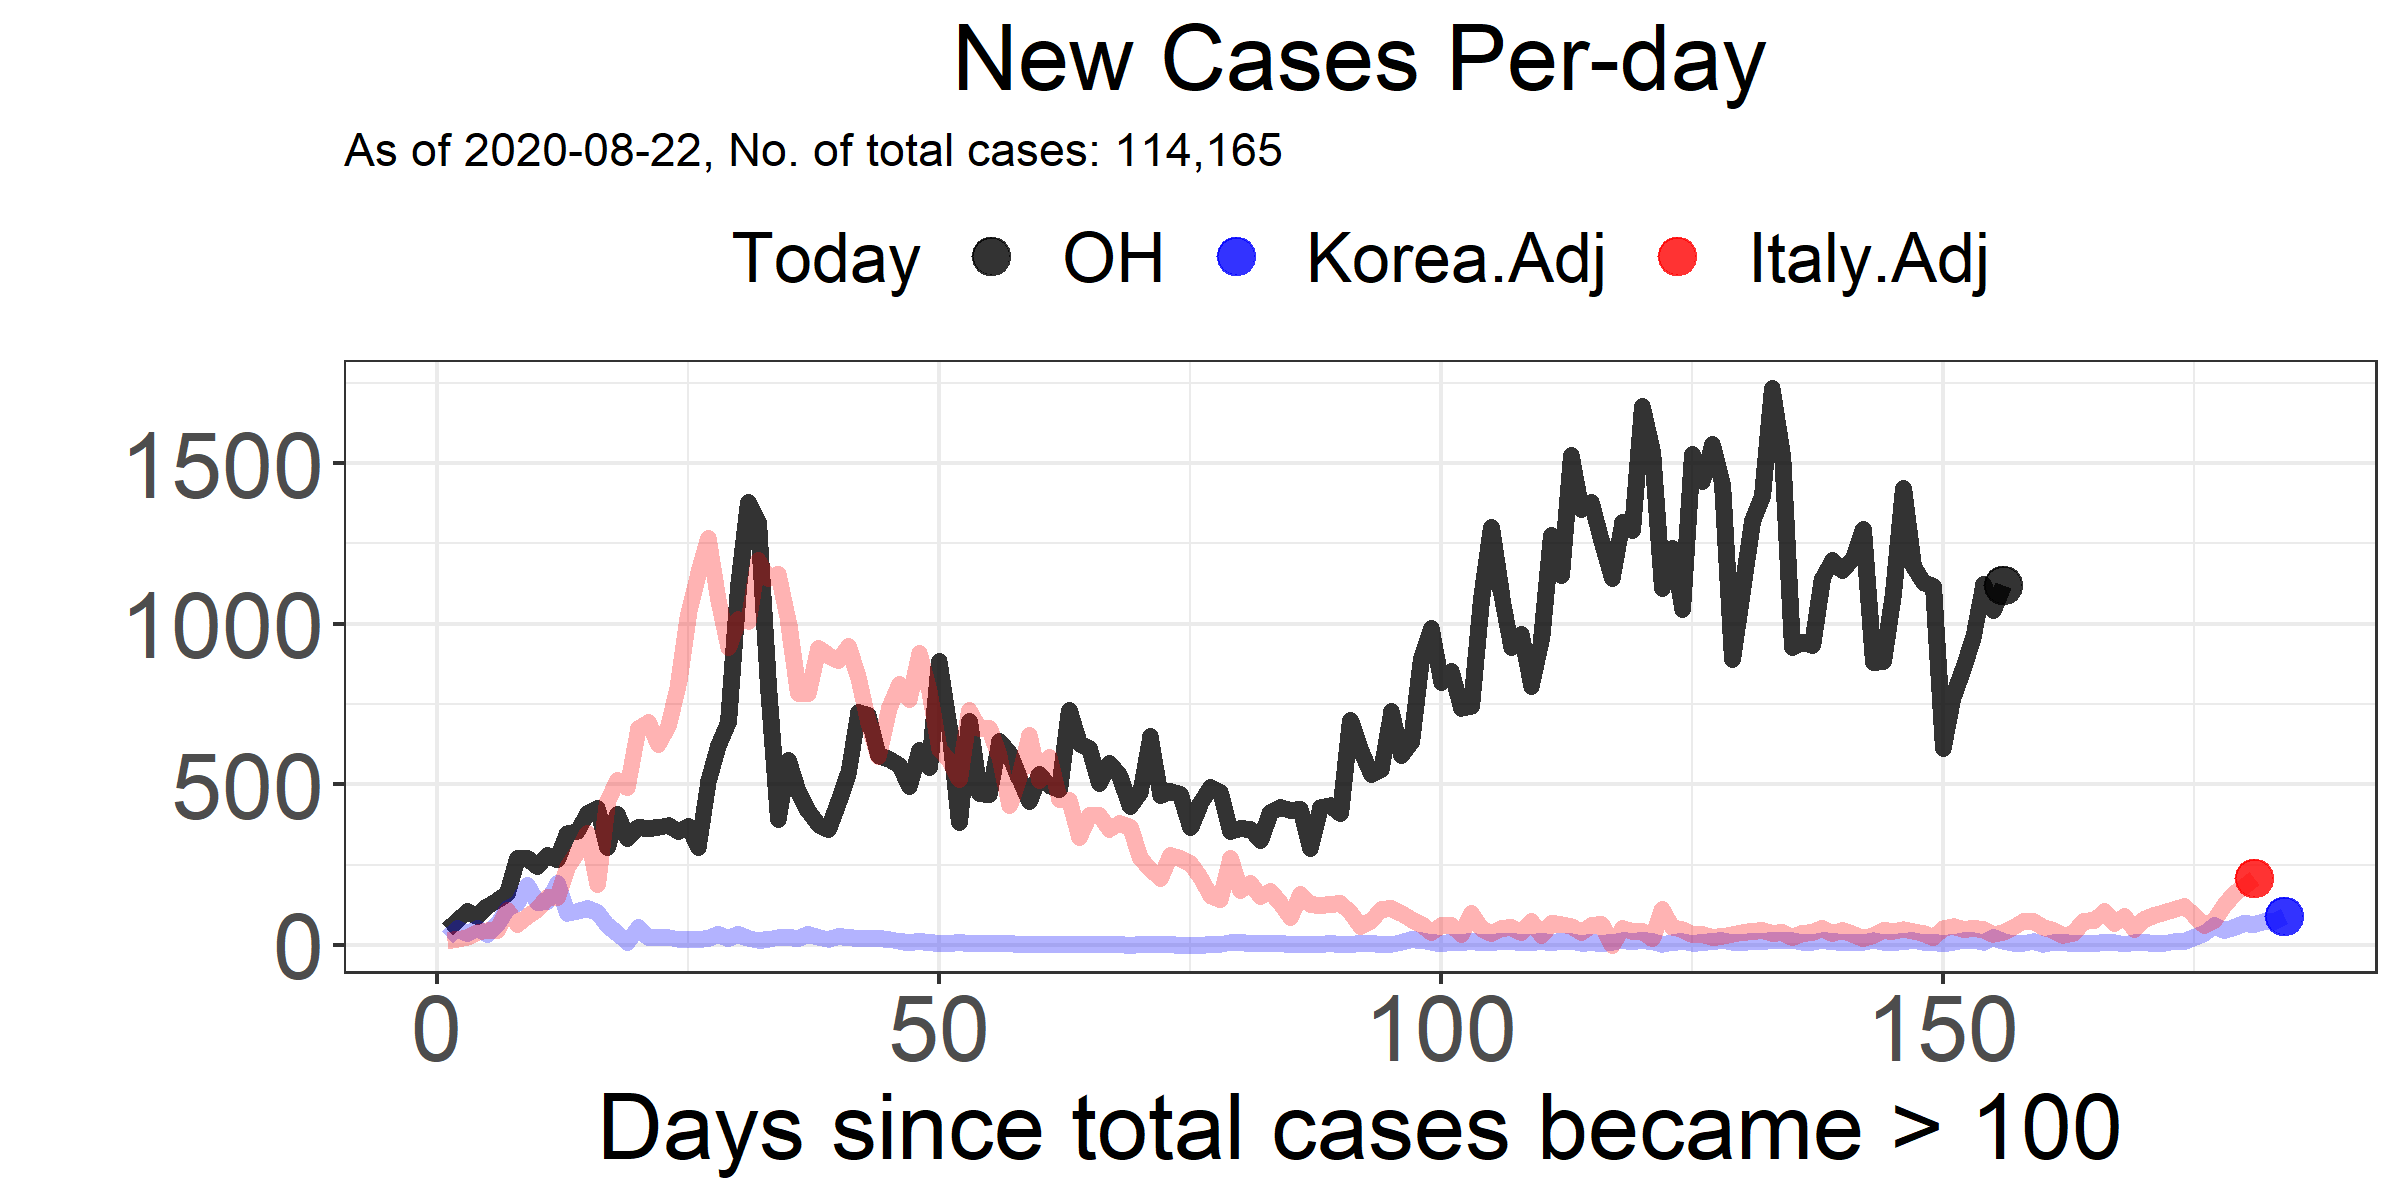 New Cases Per-day
As of 2020-08-22, No. of total cases: 114,165
Today OH Korea.Adj Italy.Adj
1500
1000
500
0
0 50 100 150
Days since total cases became > 100